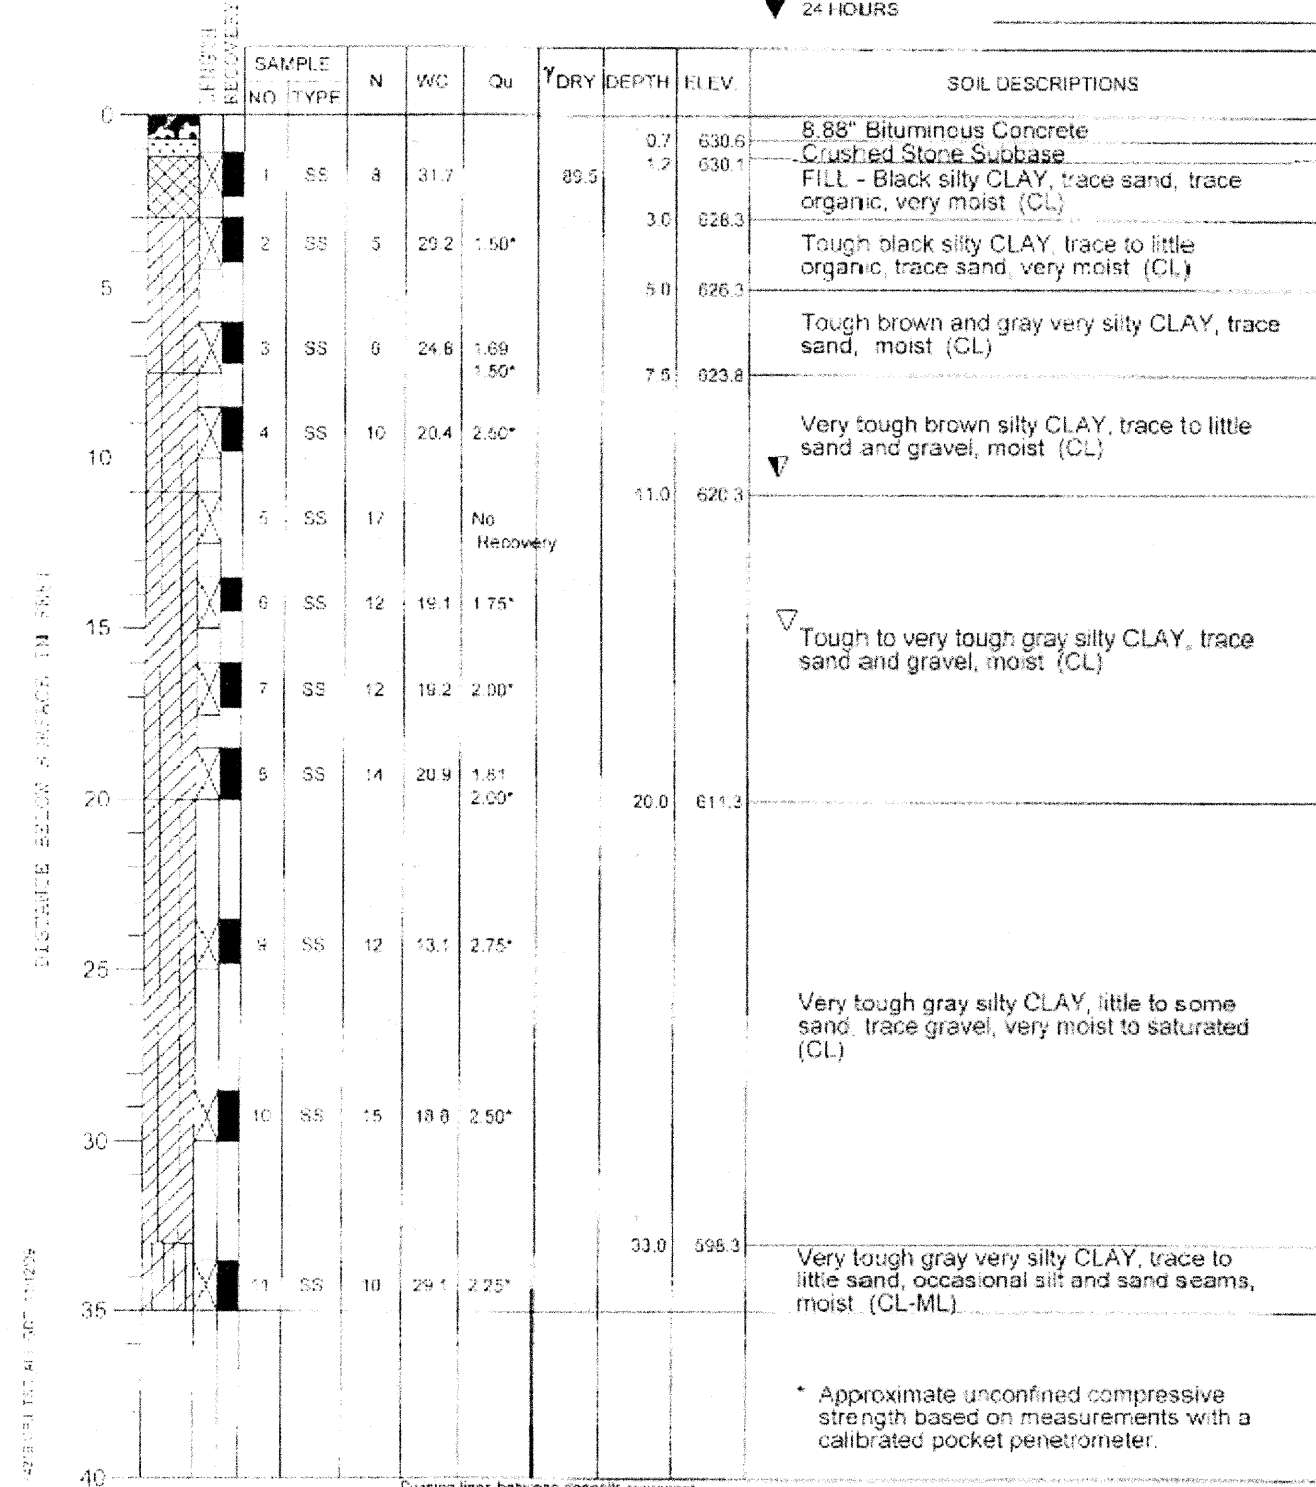 24 HOURS
LENGTH
RECOVERY
SAMPLE
NO. TYPE N WC Qu γDRY DEPTH ELEV. SOIL DESCRIPTIONS
0
8.88" Bituminous Concrete
0.7 630.6
Crushed Stone Subbase
1.2 630.1
1 SS 8 31.7 89.5 FILL - Black silty CLAY, trace sand, trace
organic, very moist (CL)
3.0 628.3
2 SS 5 29.2 1.50* Tough black silty CLAY, trace to little
organic, trace sand, very moist (CL)
5 5.0 626.3
Tough brown and gray very silty CLAY, trace
sand, moist (CL)
3 SS 24.8 1.69
1.50* 7.5 623.8
4 SS 10 20.4 2.50* Very tough brown silty CLAY, trace to little
sand and gravel, moist (CL)
10
11.0 620.3
5 SS 17 No
Recovery
6 SS 12 19.1 1.75*
15
Tough to very tough gray silty CLAY, trace
sand and gravel, moist (CL)
7 SS 12 19.2 2.00*
8 SS 14 20.9 1.81
2.00*
20 20.0 611.3
9 SS 12 13.1 2.75*
25
Very tough gray silty CLAY, little to some
sand, trace gravel, very moist to saturated
(CL)
10 SS 15 18.8 2.50*
30
33.0 598.3
Very tough gray very silty CLAY, trace to
little sand, occasional silt and sand seams,
moist (CL-ML)
11 SS 10 29.1 2.25*
35
* Approximate unconfined compressive
strength based on measurements with a
calibrated pocket penetrometer.
40
DISTANCE BELOW SURFACE IN FEET